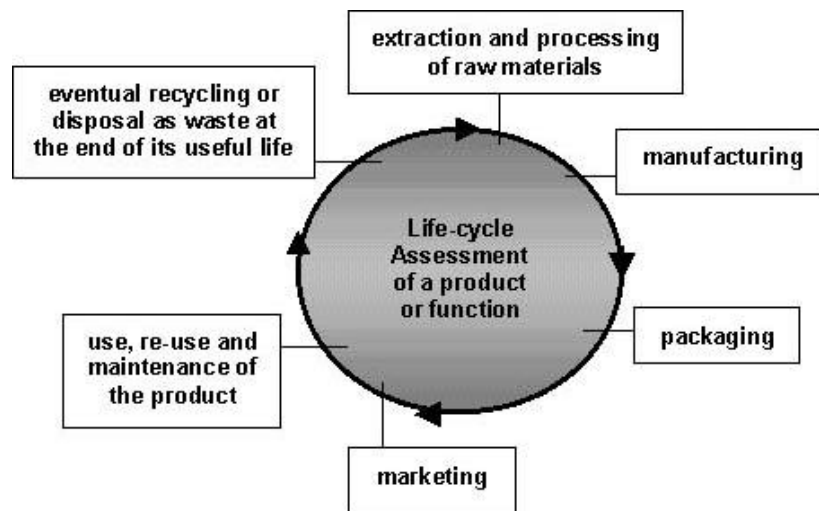 extraction and processing
of raw materials
eventual recycling or
disposal as waste at
the end of its useful life
manufacturing
Life-cycle
Assessment
of a product
or function
packaging
use, re-use and
maintenance of
the product
marketing